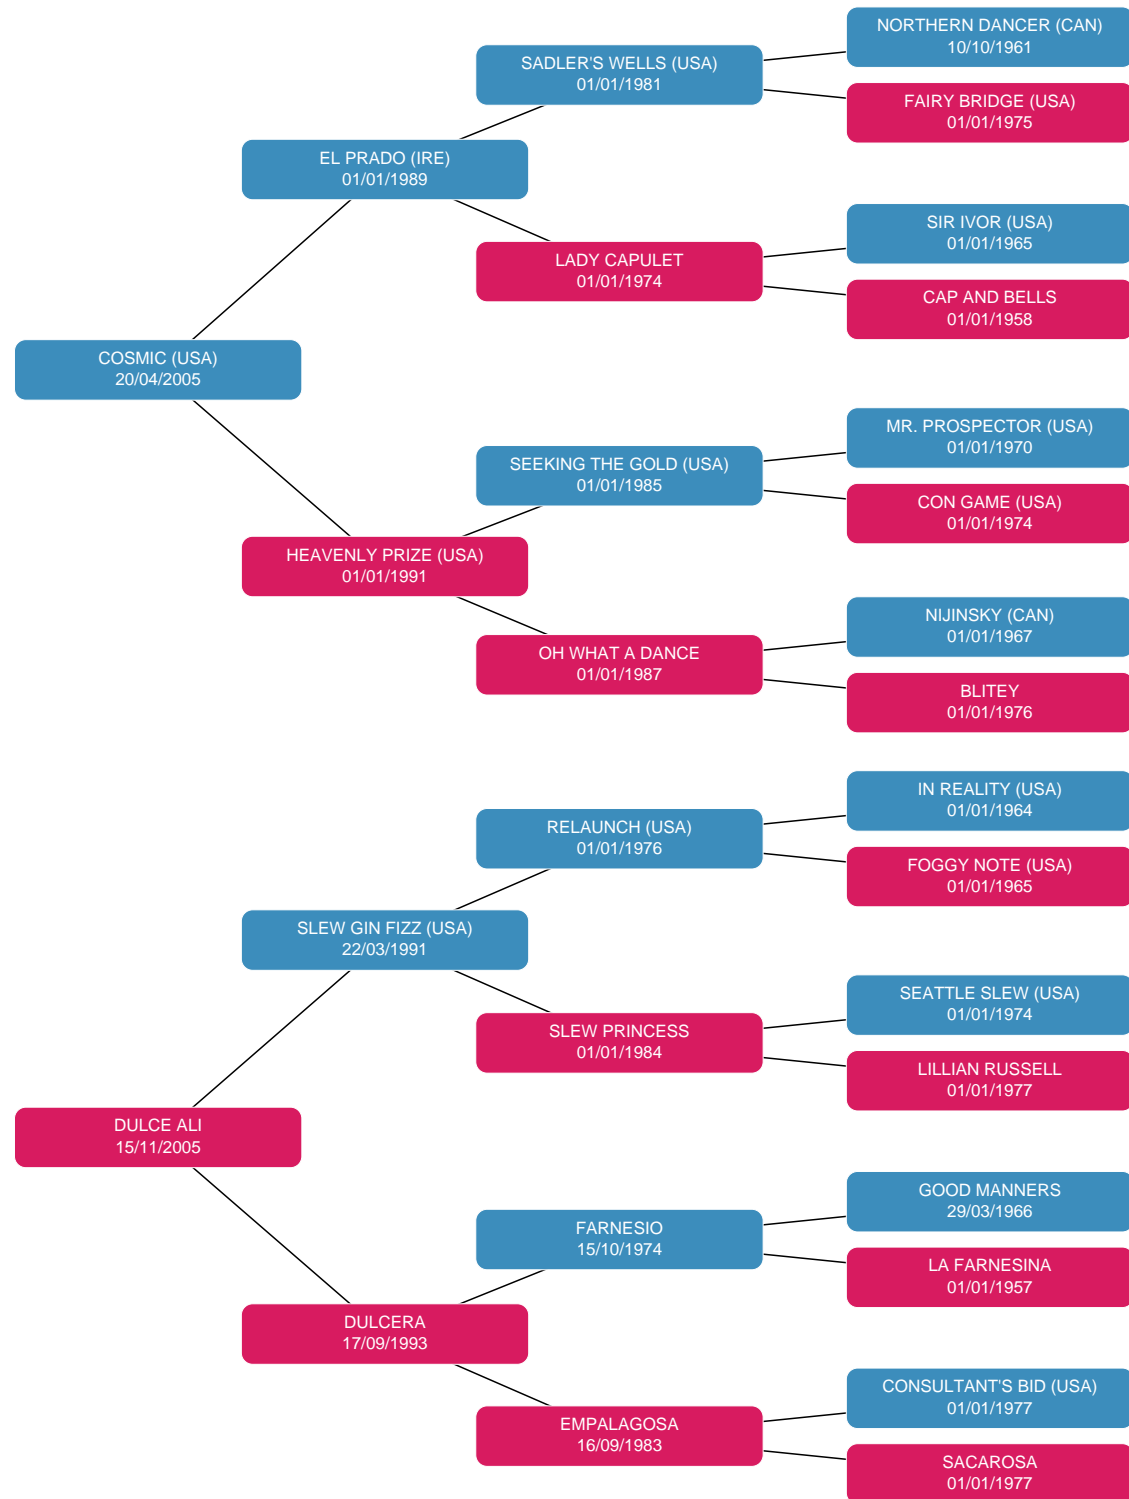 NORTHERN DANCER (CAN)
10/10/1961
SADLER'S WELLS (USA)
01/01/1981
FAIRY BRIDGE (USA)
01/01/1975
EL PRADO (IRE)
01/01/1989
SIR IVOR (USA)
01/01/1965
LADY CAPULET
01/01/1974
CAP AND BELLS
01/01/1958
COSMIC (USA)
20/04/2005
MR. PROSPECTOR (USA)
01/01/1970
SEEKING THE GOLD (USA)
01/01/1985
CON GAME (USA)
01/01/1974
HEAVENLY PRIZE (USA)
01/01/1991
NIJINSKY (CAN)
01/01/1967
OH WHAT A DANCE
01/01/1987
BLITEY
01/01/1976
IN REALITY (USA)
01/01/1964
RELAUNCH (USA)
01/01/1976
FOGGY NOTE (USA)
01/01/1965
SLEW GIN FIZZ (USA)
22/03/1991
SEATTLE SLEW (USA)
01/01/1974
SLEW PRINCESS
01/01/1984
LILLIAN RUSSELL
01/01/1977
DULCE ALI
15/11/2005
GOOD MANNERS
29/03/1966
FARNESIO
15/10/1974
LA FARNESINA
01/01/1957
DULCERA
17/09/1993
CONSULTANT'S BID (USA)
01/01/1977
EMPALAGOSA
16/09/1983
SACAROSA
01/01/1977